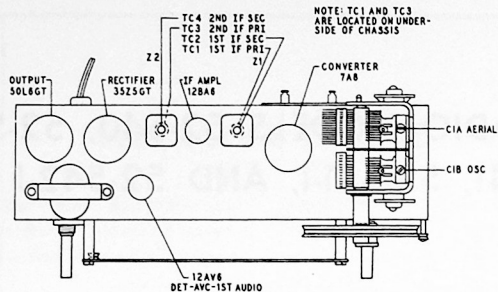 TC4 2ND IF SEC
TC3 2ND IF PRI
TC2 1ST IF SEC
TC1 1ST IF PRI
Z2
Z1
NOTE: TC1 AND TC3
ARE LOCATED ON UNDER-
SIDE OF CHASSIS
OUTPUT
50L6GT
RECTIFIER
35Z5GT
IF AMPL
12BA6
CONVERTER
7A8
C1A AERIAL
C1B OSC
12AV6
DET-AVC-1ST AUDIO